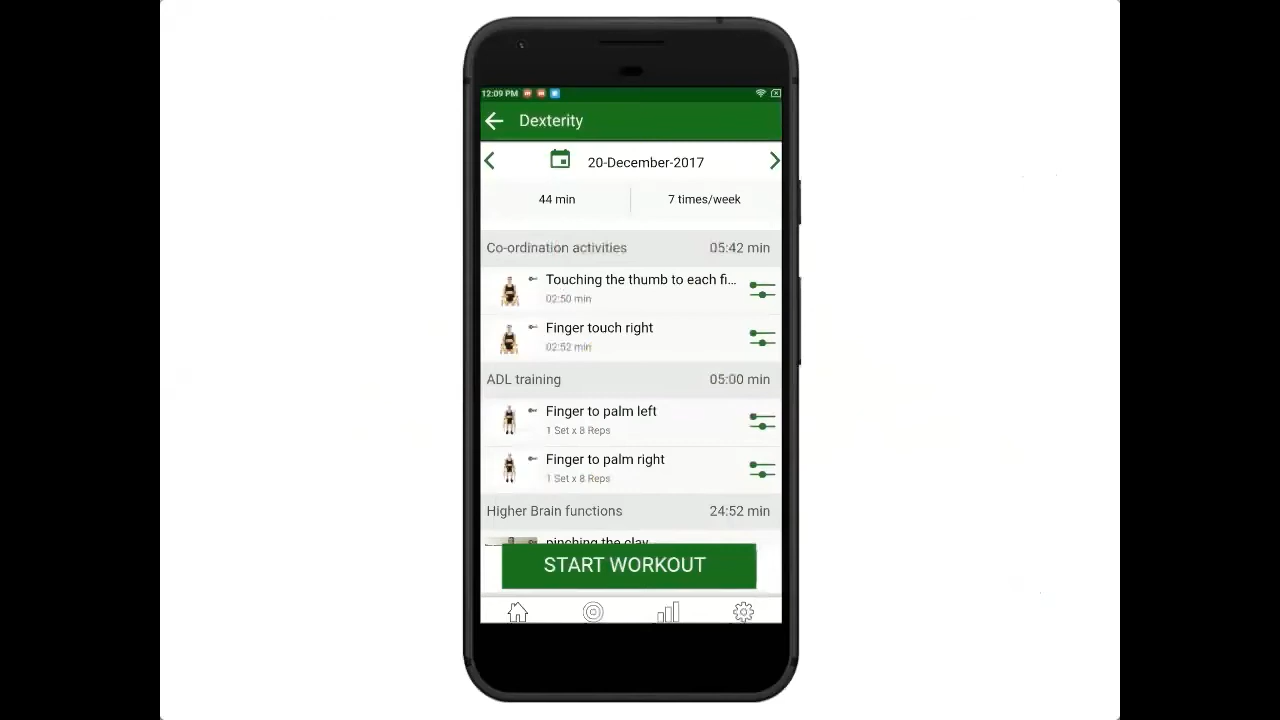 12:09 PM
Dexterity
20-December-2017
44 min
7 times/week
Co-ordination activities 05:42 min
Touching the thumb to each fi...
02:50 min
Finger touch right
02:52 min
ADL training 05:00 min
Finger to palm left
1 Set x 8 Reps
Finger to palm right
1 Set x 8 Reps
Higher Brain functions 24:52 min
pinching the clay
START WORKOUT